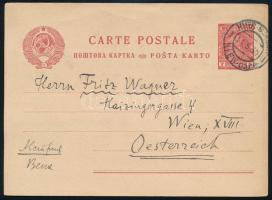 CARTE POSTALE
ПОШТОВА КАРТКА POŜTA KARTO
Herrn Fritz Wagner
Haizingergasse 4
Wien, XVIII
Oesterreich